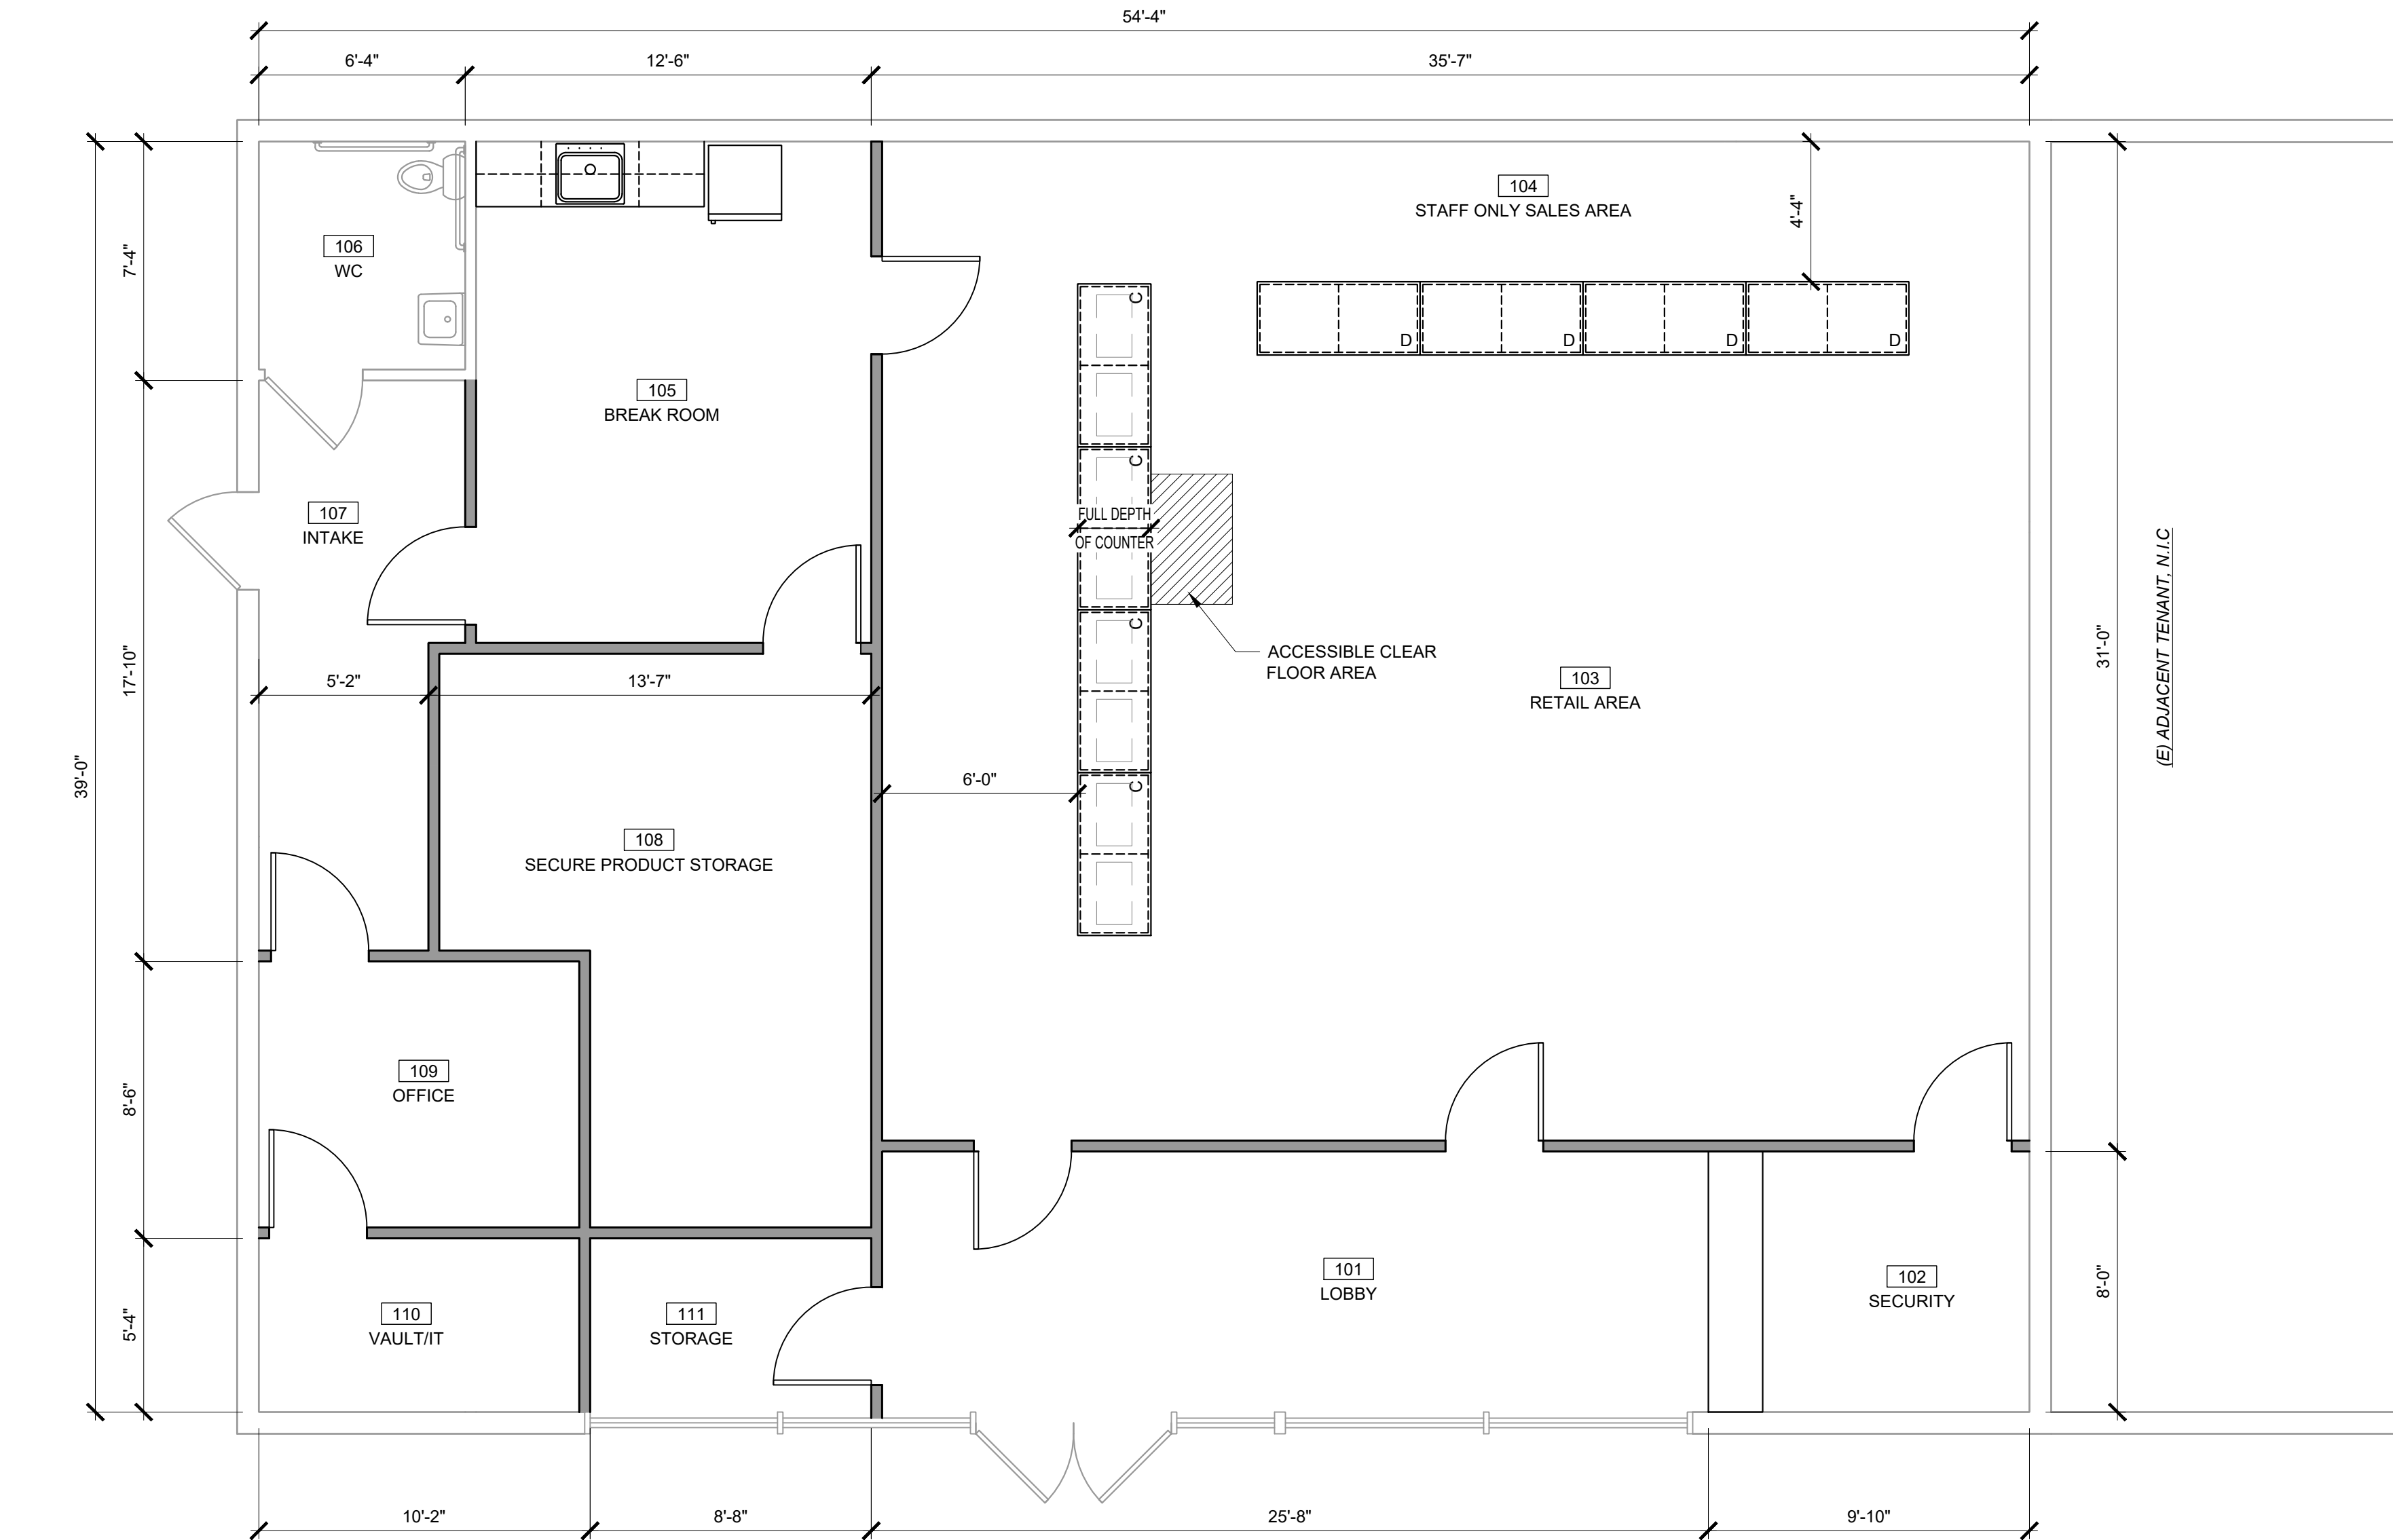 54'-4"
6'-4"
12'-6"
35'-7"
104
STAFF ONLY SALES AREA
4'-4"
106
WC
7'-4"
C
D
D
D
D
105
BREAK ROOM
C
107
INTAKE
FULL DEPTH
OF COUNTER
C
ACCESSIBLE CLEAR
FLOOR AREA
103
RETAIL AREA
31'-0"
(E) ADJACENT TENANT, N.I.C
17'-10"
5'-2"
13'-7"
39'-0"
6'-0"
C
108
SECURE PRODUCT STORAGE
109
OFFICE
8'-6"
101
LOBBY
102
SECURITY
8'-0"
110
VAULT/IT
111
STORAGE
5'-4"
10'-2"
8'-8"
25'-8"
9'-10"